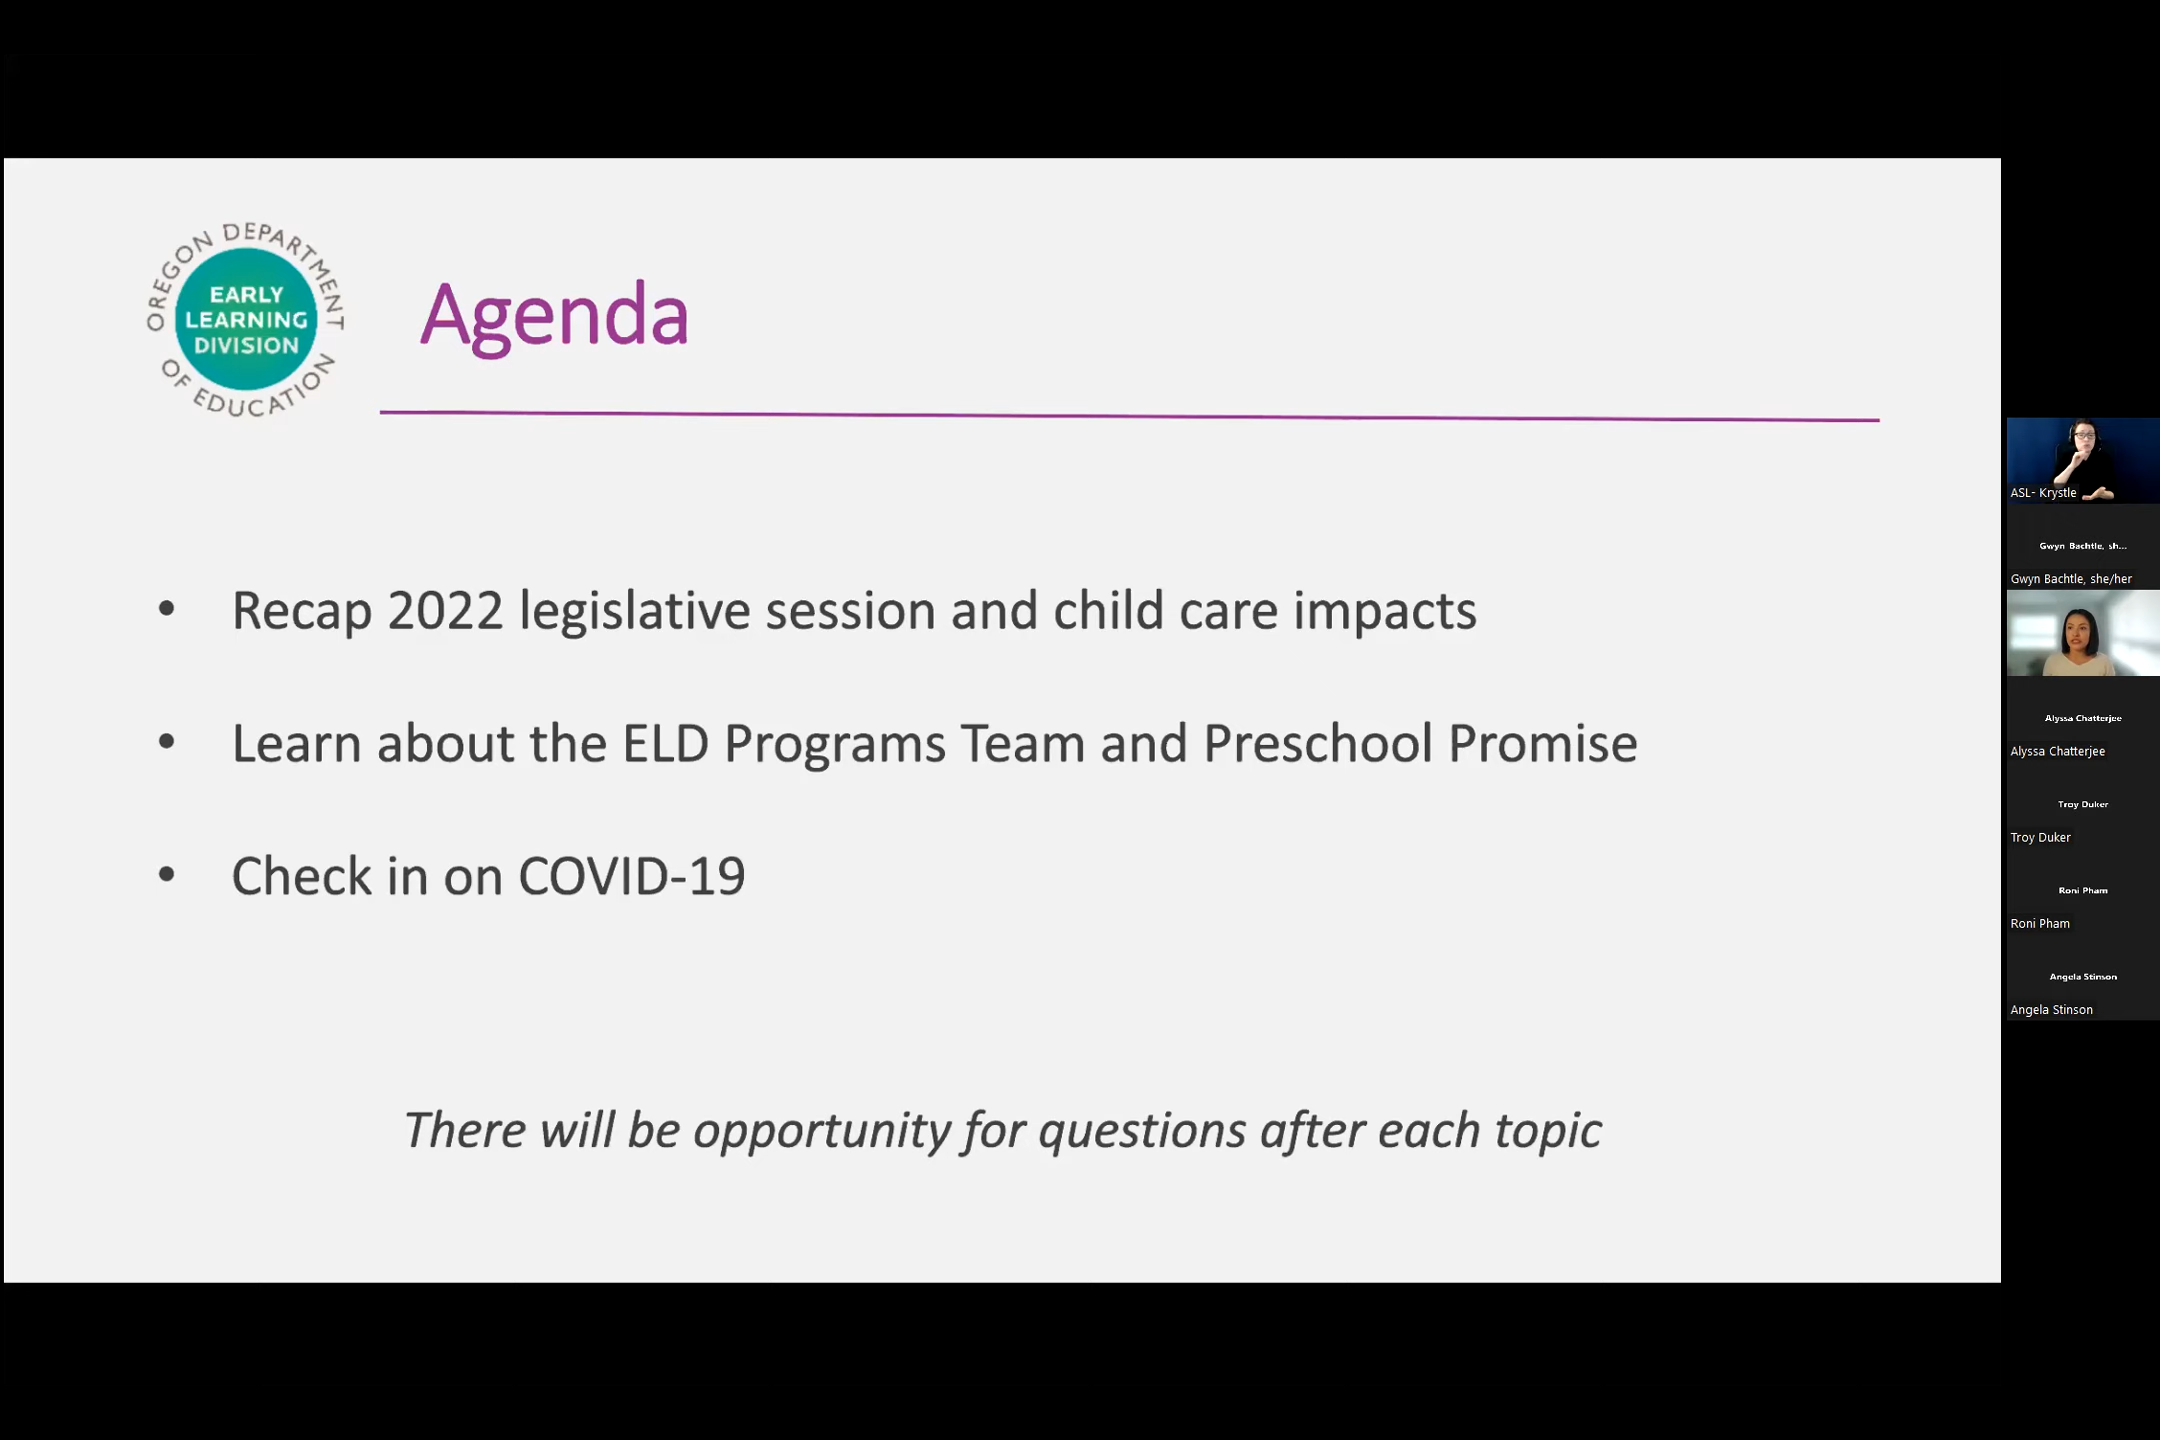 OREGON DEPARTMENT
OF EDUCATION
EARLY
LEARNING
DIVISION
Agenda
• Recap 2022 legislative session and child care impacts
• Learn about the ELD Programs Team and Preschool Promise
• Check in on COVID-19
There will be opportunity for questions after each topic
ASL- Krystle
Gwyn Bachtle, sh...
Gwyn Bachtle, she/her
Alyssa Chatterjee
Alyssa Chatterjee
Troy Duker
Troy Duker
Roni Pham
Roni Pham
Angela Stinson
Angela Stinson